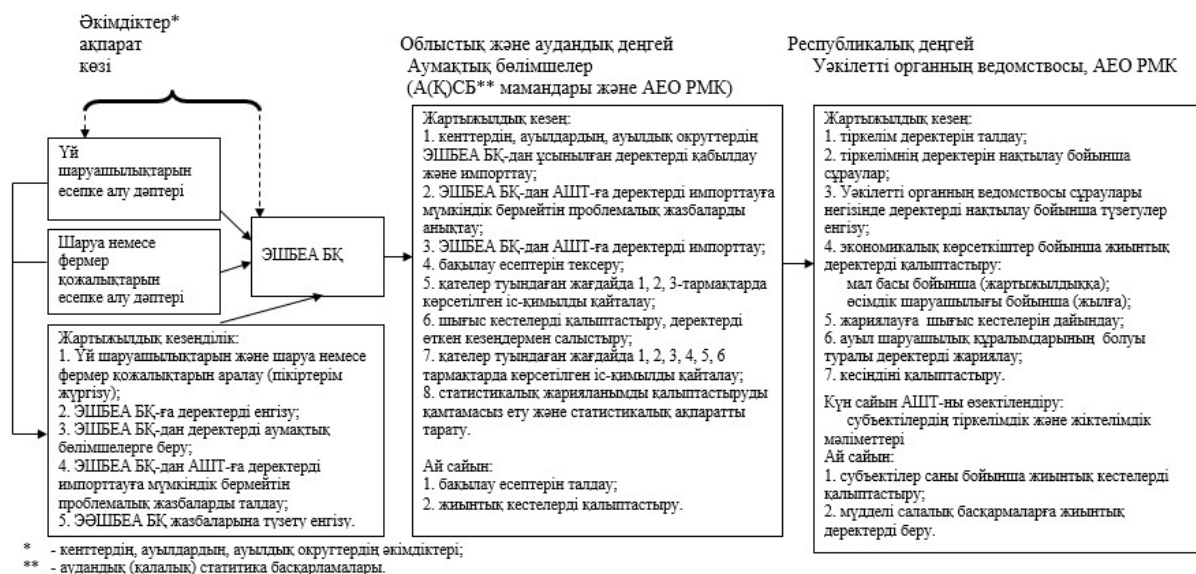 Әкімдіктер*
ақпарат
көзі
Үй
шаруашылықтарын
есепке алу дәптері
Шаруа немесе
фермер
қожалықтарын
есепке алу дәптері
ЭШБЕА БҚ
Жартыжылдық кезенділік:
1. Үй шаруашылықтарын және шаруа немесе
фермер қожалықтарын аралау (пікіртерім
жүргізу);
2. ЭШБЕА БҚ-ға деректерді енгізу;
3. ЭШБЕА БҚ-дан деректерді аумақтық
бөлімшелерге беру;
4. ЭШБЕА БҚ-дан АШТ-ға деректерді
импорттауға мүмкіндік бермейтін
проблемалық жазбаларды талдау;
5. ЭӘШБЕА БҚ жазбаларына түзету енгізу.
Облыстық және аудандық деңгей
Аумақтық бөлімшелер
(А(Қ)СБ** мамандары және АЕО РМК)
Жартыжылдық кезең:
1. кенттердің, ауылдардың, ауылдық округтердің
ЭШБЕА БҚ-дан ұсынылған деректерді қабылдау
және импорттау;
2. ЭШБЕА БҚ-дан АШТ-ға деректерді импорттауға
мүмкіндік бермейтін проблемалық жазбаларды
анықтау;
3. ЭШБЕА БҚ-дан АШТ-ға деректерді импорттау;
4. бақылау есептерін тексеру;
5. қателер туындаған жағдайда 1, 2, 3-тармақтарда
көрсетілген іс-қимылды қайталау;
6. шығыс кестелерді қалыптастыру, деректерді
өткен кезеңдермен салыстыру;
7. қателер туындаған жағдайда 1, 2, 3, 4, 5, 6
тармақтарда көрсетілген іс-қимылды қайталау;
8. статистикалық жарияланымды қалыптастыруды
қамтамасыз ету және статистикалық ақпаратты
тарату.
Ай сайын:
1. бақылау есептерін талдау;
2. жиынтық кестелерді қалыптастыру.
Республикалық деңгей
Уәкілетті органның ведомствосы, АЕО РМК
Жартыжылдық кезең:
1. тіркелім деректерін талдау;
2. тіркелімнің деректерін нақтылау бойынша
сұраулар;
3. Уәкілетті органның ведомствосы сұраулары
негізінде деректерді нақтылау бойынша түзетулер
енгізу;
4. экономикалық көрсеткіштер бойынша жиынтық
деректерді қалыптастыру:
мал басы бойынша (жартыжылдыққа);
өсімдік шаруашылығы бойынша (жылға);
5. жариялауға шығыс кестелерін дайындау;
6. ауыл шаруашылық құралымдарының болуы
туралы деректерді жариялау;
7. кесіндіні қалыптастыру.
Күн сайын АШТ-ны өзектілендіру:
субъектілердің тіркелімдік және жіктелімдік
мәліметтері
Ай сайын:
1. субъектілер саны бойынша жиынтық кестелерді
қалыптастыру;
2. мүдделі салалық басқармаларға жиынтық
деректерді беру.
* - кенттердің, ауылдардың, ауылдық округтердің әкімдіктері;
** - аудандық (қалалық) статитика басқарламалары.